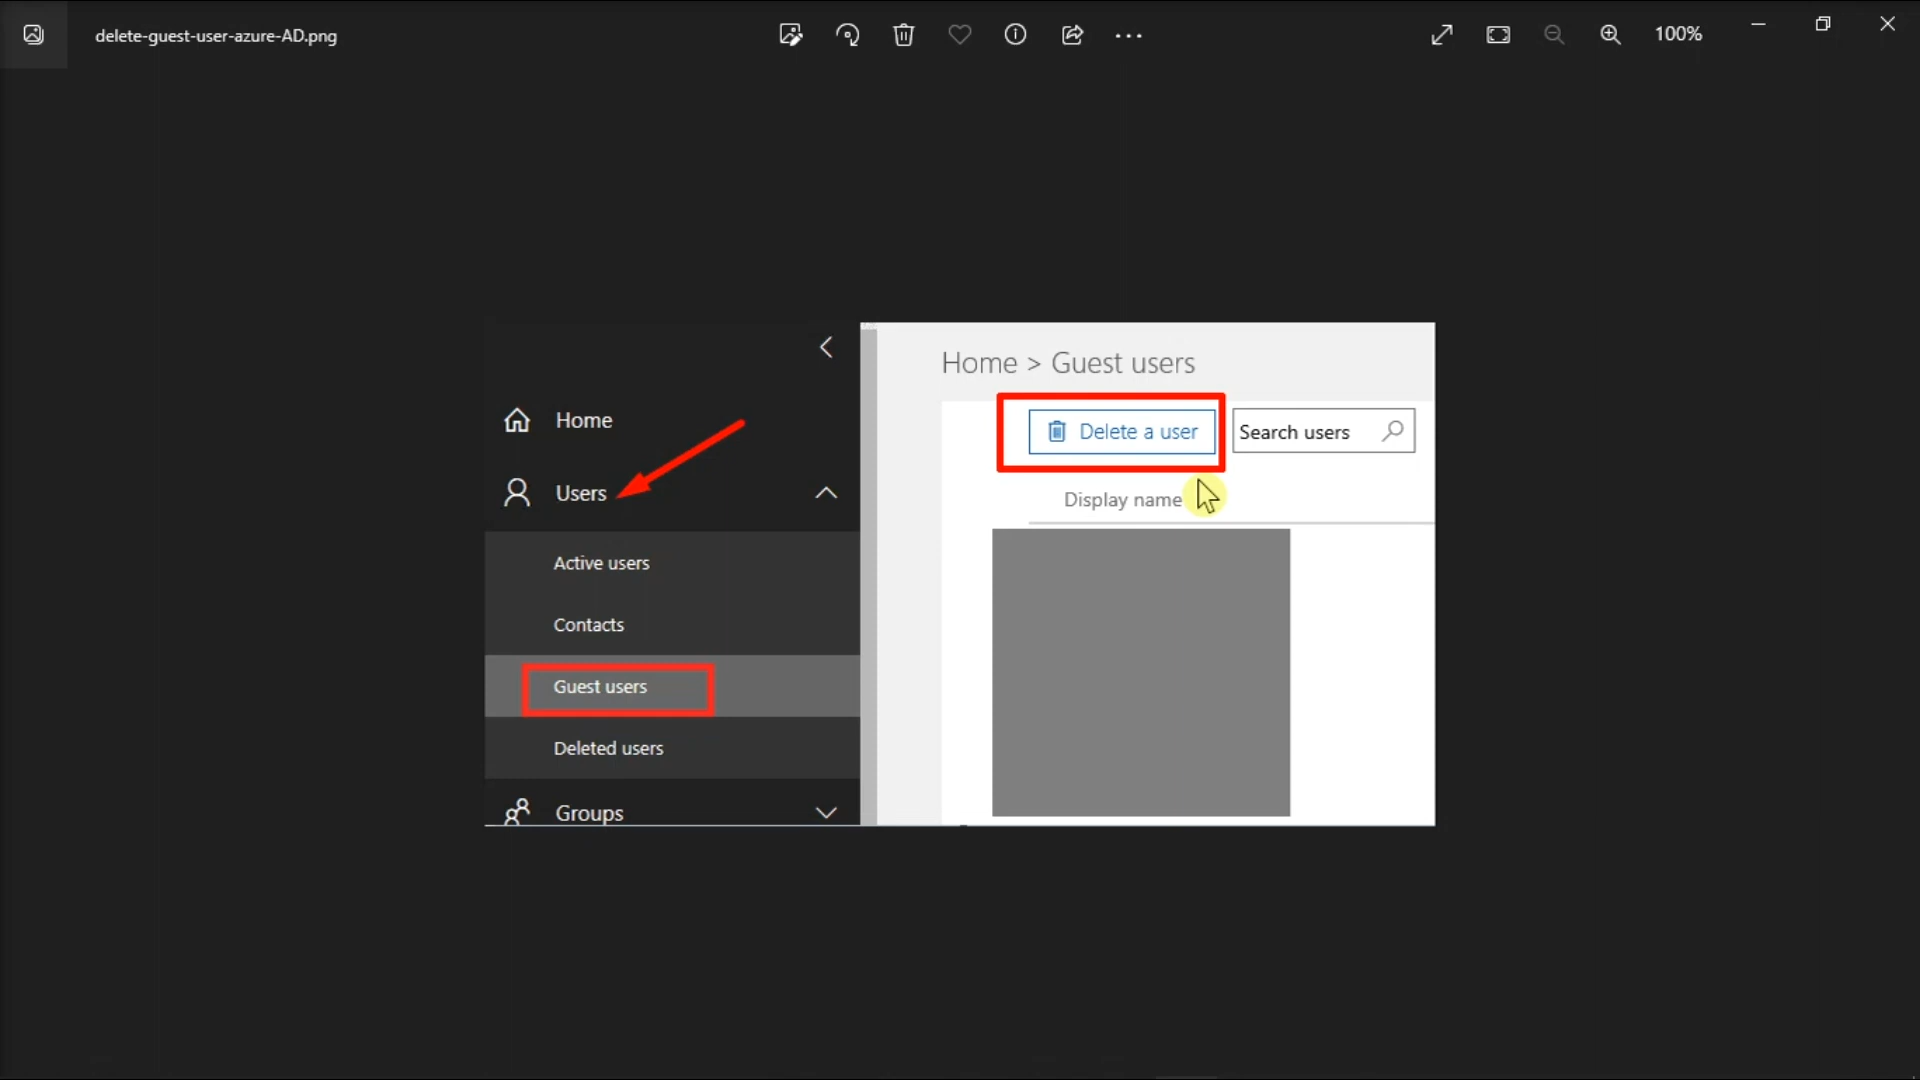 delete-guest-user-azure-AD.png
100%
Home
Users
Active users
Contacts
Guest users
Deleted users
Groups
Home > Guest users
Delete a user
Search users
Display name